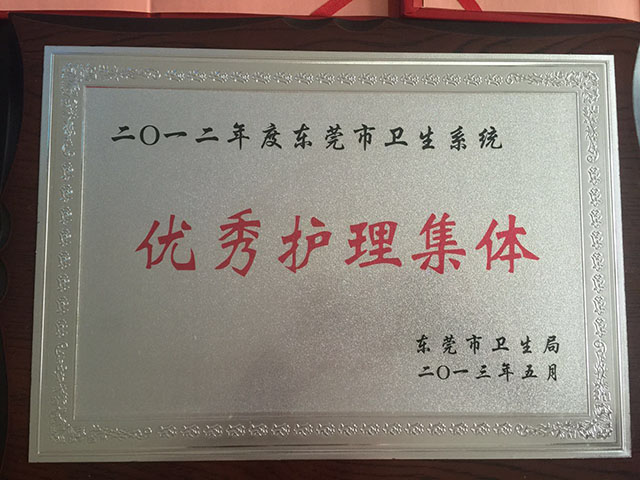 二〇一二年度东莞市卫生系统
优秀护理集体
东莞市卫生局
二〇一三年五月